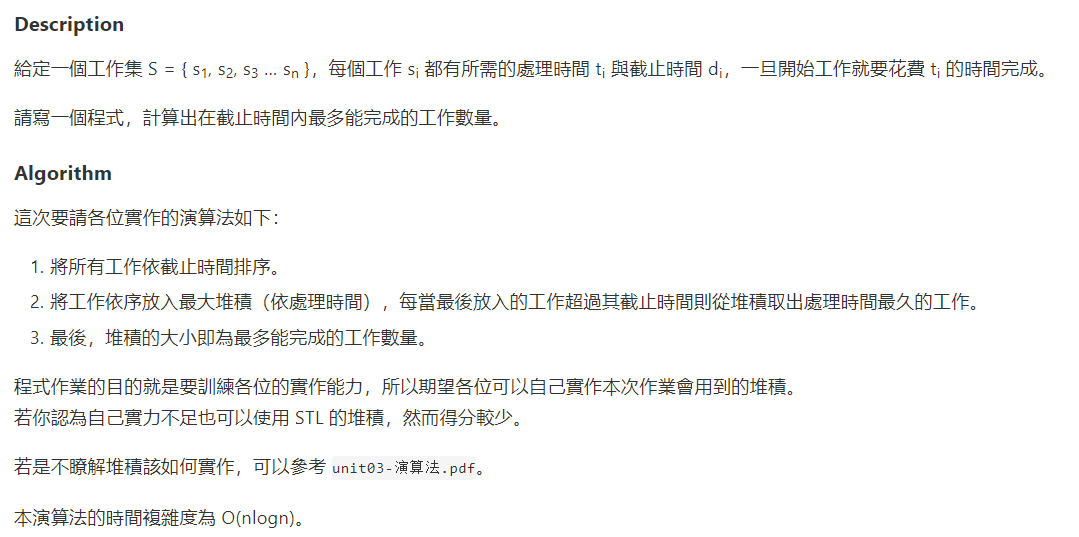 Description
給定一個工作集 S = { s1, s2, s3 ... sn }，每個工作 si 都有所需的處理時間 ti 與截止時間 di，一旦開始工作就要花費 ti 的時間完成。
請寫一個程式，計算出在截止時間內最多能完成的工作數量。
Algorithm
這次要請各位實作的演算法如下：
1. 將所有工作依截止時間排序。
2. 將工作依序放入最大堆積（依處理時間），每當最後放入的工作超過其截止時間則從堆積取出處理時間最久的工作。
3. 最後，堆積的大小即為最多能完成的工作數量。
程式作業的目的就是要訓練各位的實作能力，所以期望各位可以自己實作本次作業會用到的堆積。
若你認為自己實力不足也可以使用 STL 的堆積，然而得分較少。
若是不瞭解堆積該如何實作，可以參考 unit03-演算法.pdf。
本演算法的時間複雜度為 O(nlogn)。